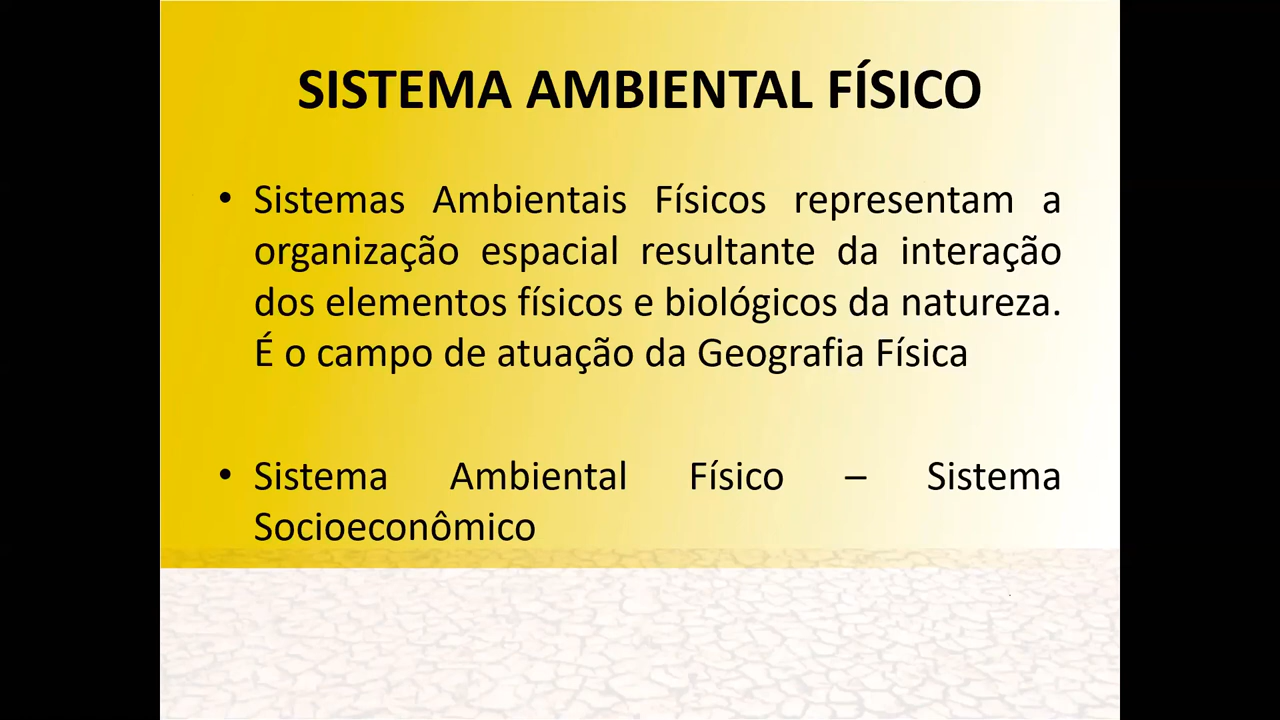 SISTEMA AMBIENTAL FÍSICO
• Sistemas Ambientais Físicos representam a
organização espacial resultante da interação
dos elementos físicos e biológicos da natureza.
É o campo de atuação da Geografia Física
• Sistema Ambiental Físico – Sistema
Socioeconômico